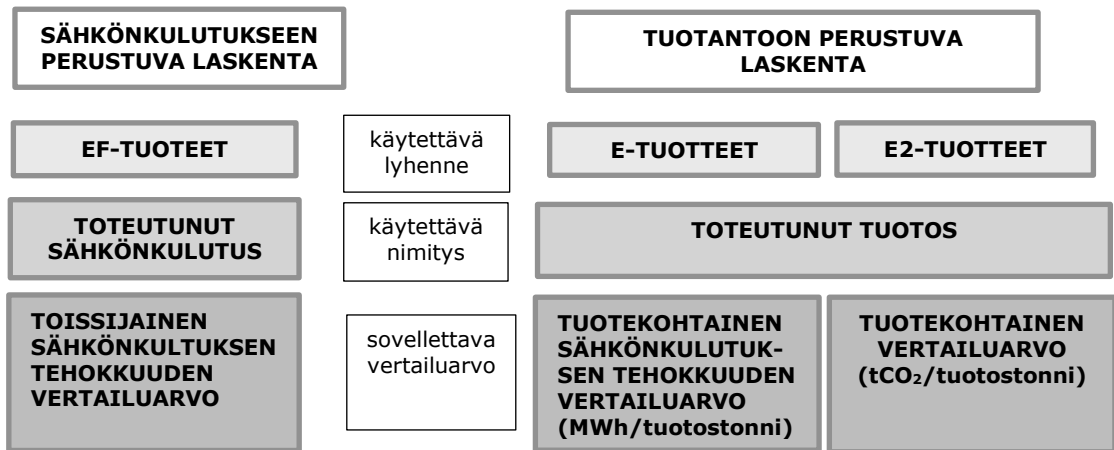 SÄHKÖNKULUTUKSEEN
PERUSTUVA LASKENTA
TUOTANTOON PERUSTUVA
LASKENTA
EF-TUOTEET
käytettävä
lyhenne
E-TUOTTEET
E2-TUOTTEET
TOTEUTUNUT
SÄHKÖNKULUTUS
käytettävä
nimitys
TOTEUTUNUT TUOTOS
TOISSIJAINEN
SÄHKÖNKULTUKSEN
TEHOKKUUDEN
VERTAILUARVO
sovellettava
vertailuarvo
TUOTEKOHTAINEN
SÄHKÖNKULUTUK-
SEN TEHOKKUUDEN
VERTAILUARVO
(MWh/tuotostonni)
TUOTEKOHTAINEN
VERTAILUARVO
(tCO₂/tuotostonni)